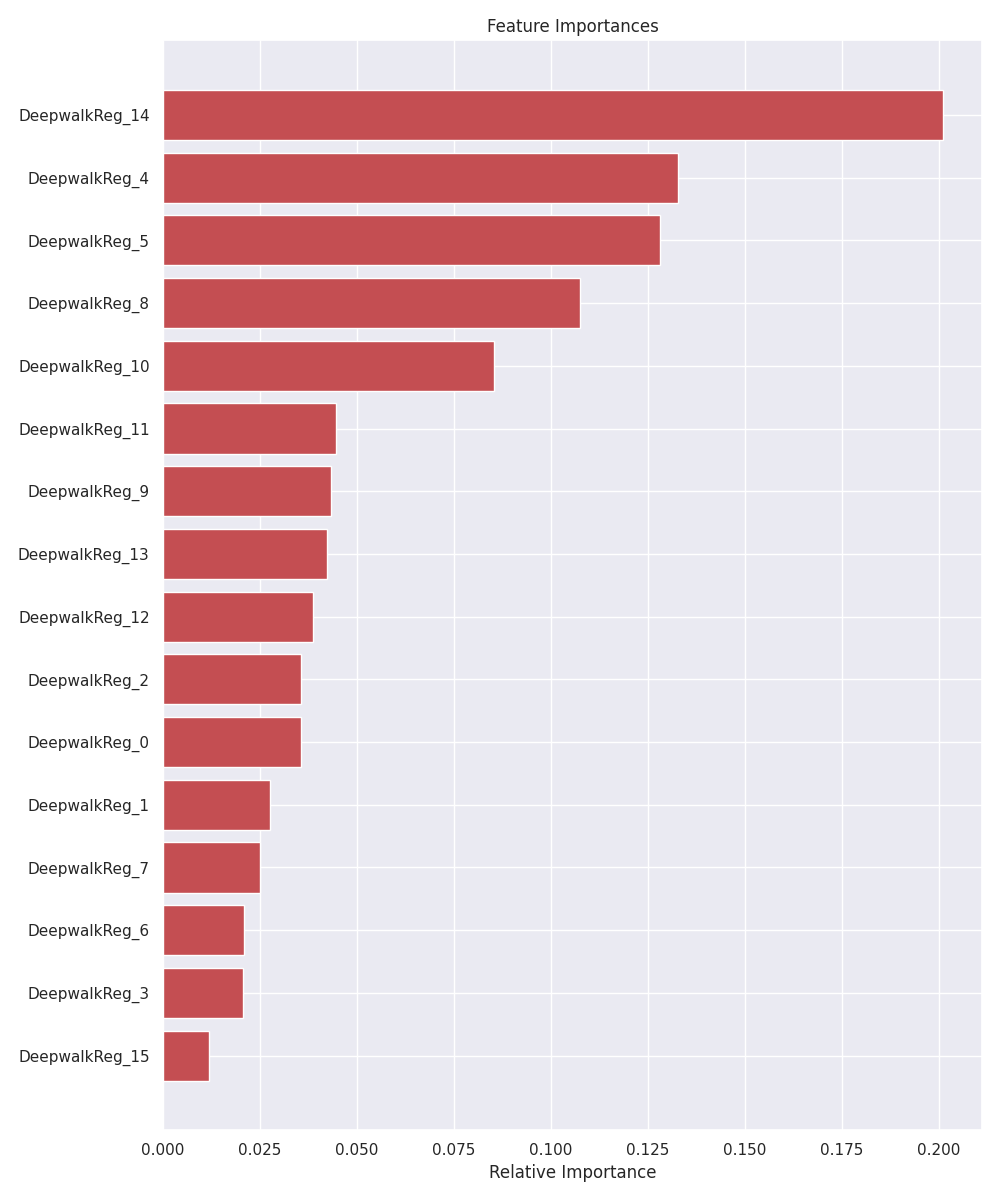 Feature Importances
DeepwalkReg_14
DeepwalkReg_4
DeepwalkReg_5
DeepwalkReg_8
DeepwalkReg_10
DeepwalkReg_11
DeepwalkReg_9
DeepwalkReg_13
DeepwalkReg_12
DeepwalkReg_2
DeepwalkReg_0
DeepwalkReg_1
DeepwalkReg_7
DeepwalkReg_6
DeepwalkReg_3
DeepwalkReg_15
0.000 0.025 0.050 0.075 0.100 0.125 0.150 0.175 0.200
Relative Importance